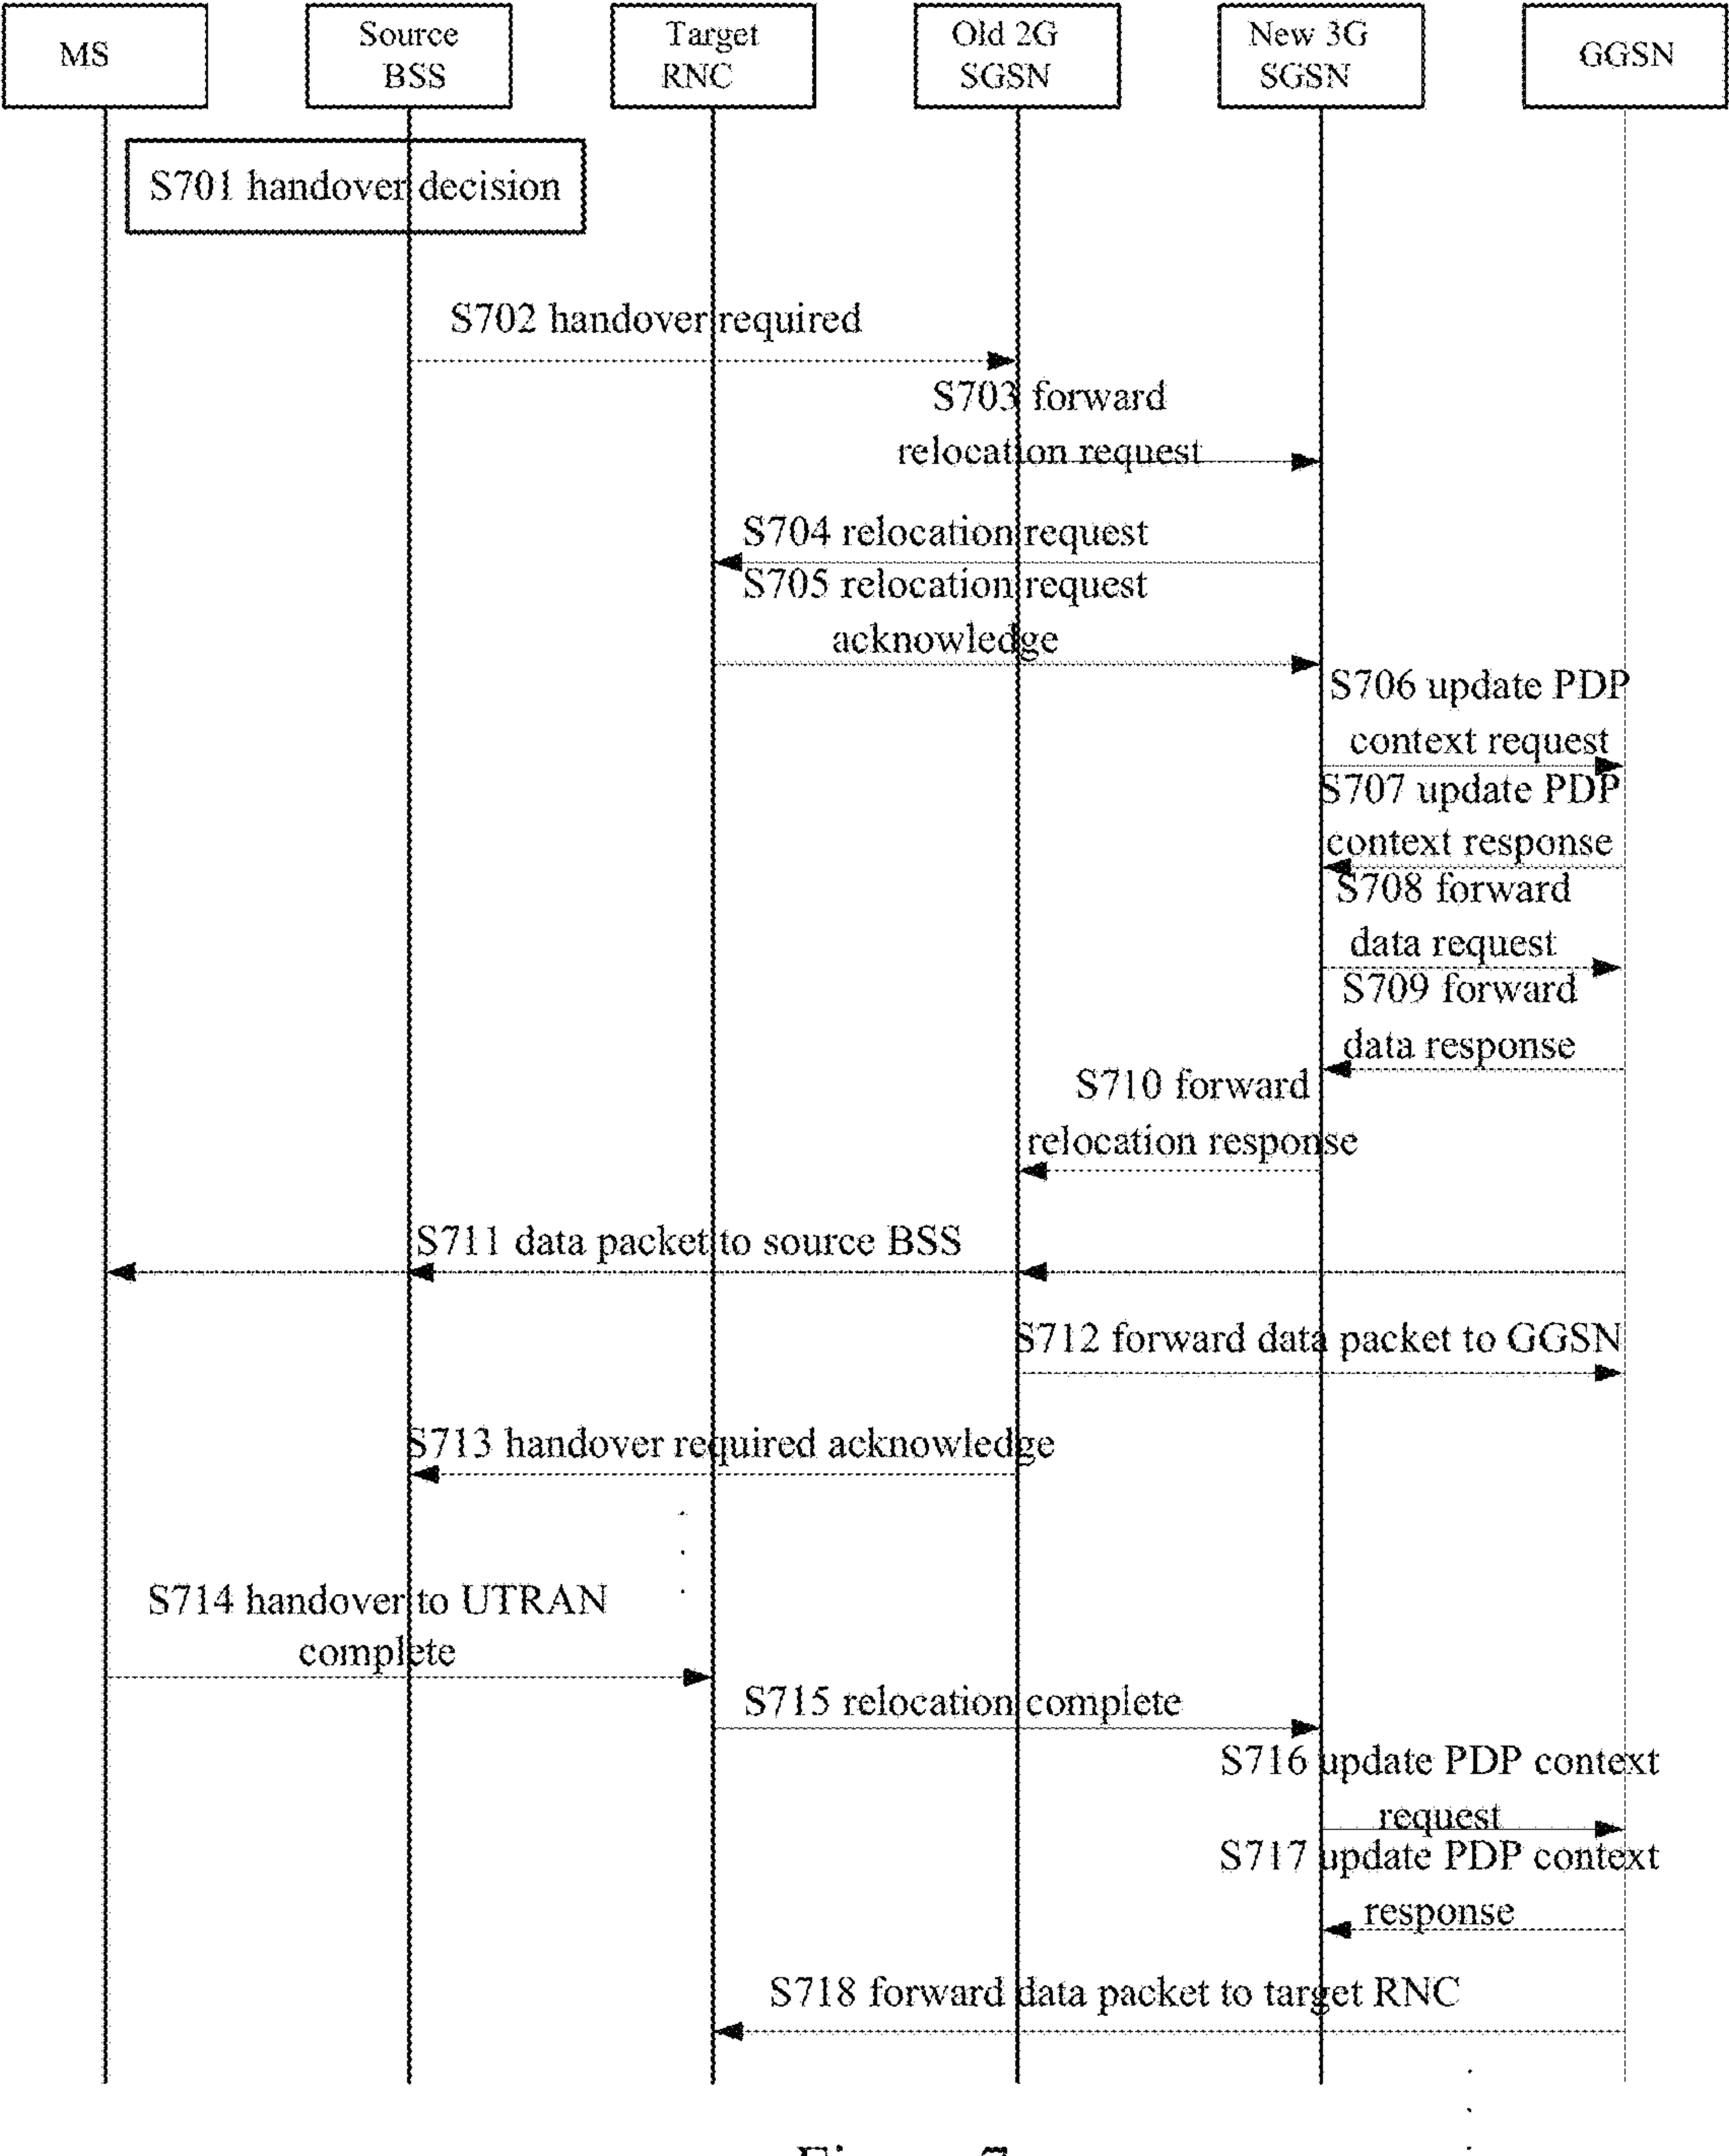 MS
Source
BSS
Target
RNC
Old 2G
SGSN
New 3G
SGSN
GGSN
S701 handover decision
S702 handover required
S703 forward
relocation request
S704 relocation request
S705 relocation request
acknowledge
S706 update PDP
context request
S707 update PDP
context response
S708 forward
data request
S709 forward
data response
S710 forward
relocation response
S711 data packet to source BSS
S712 forward data packet to GGSN
S713 handover required acknowledge
S714 handover to UTRAN
complete
S715 relocation complete
S716 update PDP context
request
S717 update PDP context
response
S718 forward data packet to target RNC